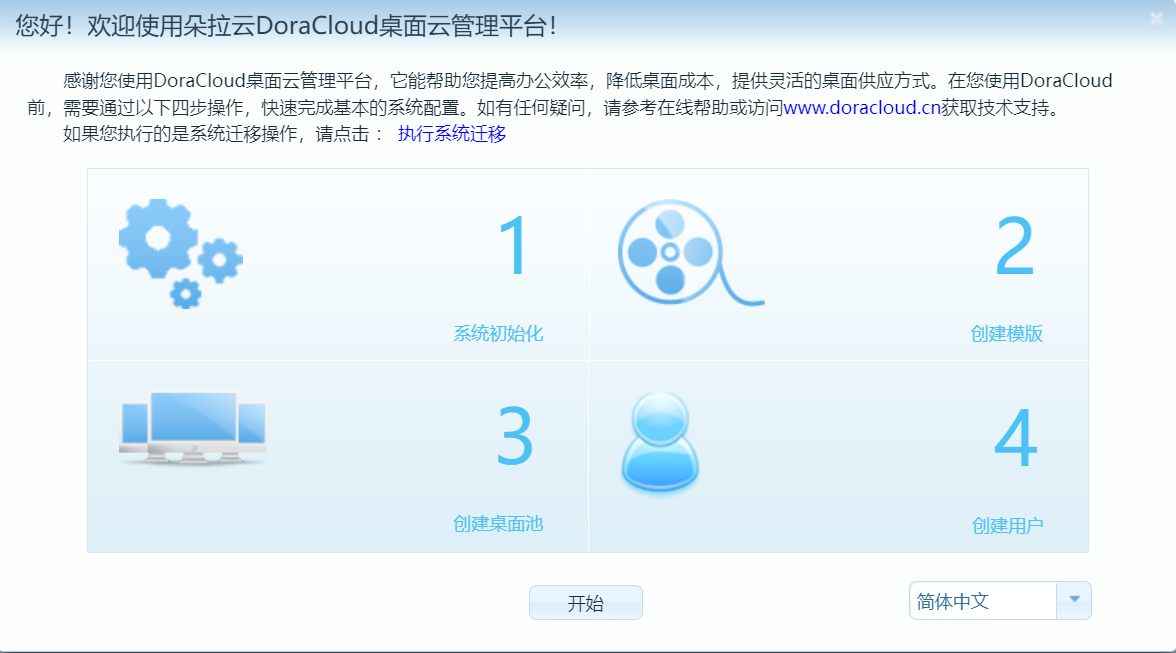 您好！欢迎使用朵拉云DoraCloud桌面云管理平台！
感谢您使用DoraCloud桌面云管理平台，它能帮助您提高办公效率，降低桌面成本，提供灵活的桌面供应方式。在您使用DoraCloud
前，需要通过以下四步操作，快速完成基本的系统配置。如有任何疑问，请参考在线帮助或访问www.doracloud.cn获取技术支持。
如果您执行的是系统迁移操作，请点击： 执行系统迁移
1
系统初始化
2
创建模版
3
创建桌面池
4
创建用户
开始
简体中文